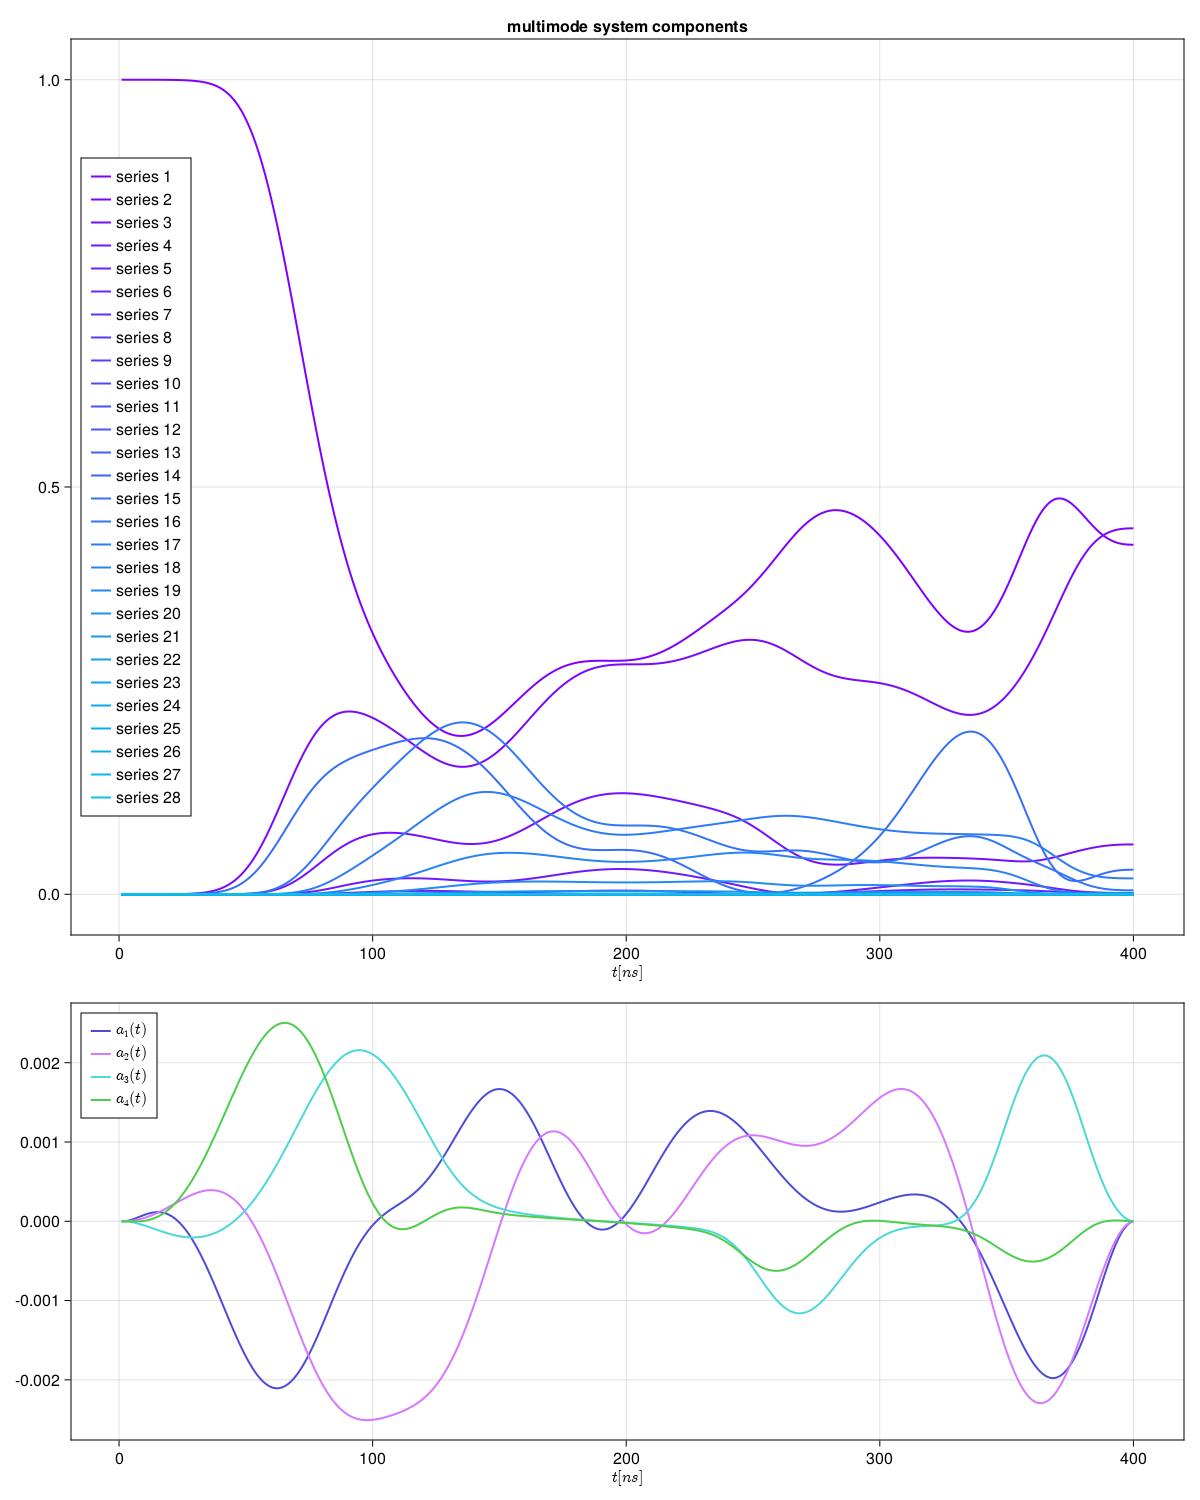 multimode system components
1.0
0.5
0.0
series 1
series 2
series 3
series 4
series 5
series 6
series 7
series 8
series 9
series 10
series 11
series 12
series 13
series 14
series 15
series 16
series 17
series 18
series 19
series 20
series 21
series 22
series 23
series 24
series 25
series 26
series 27
series 28
0 100 200 300 400
t[ns]
a₁(t)
a₂(t)
a₃(t)
a₄(t)
0.002
0.001
0.000
-0.001
-0.002
0 100 200 300 400
t[ns]